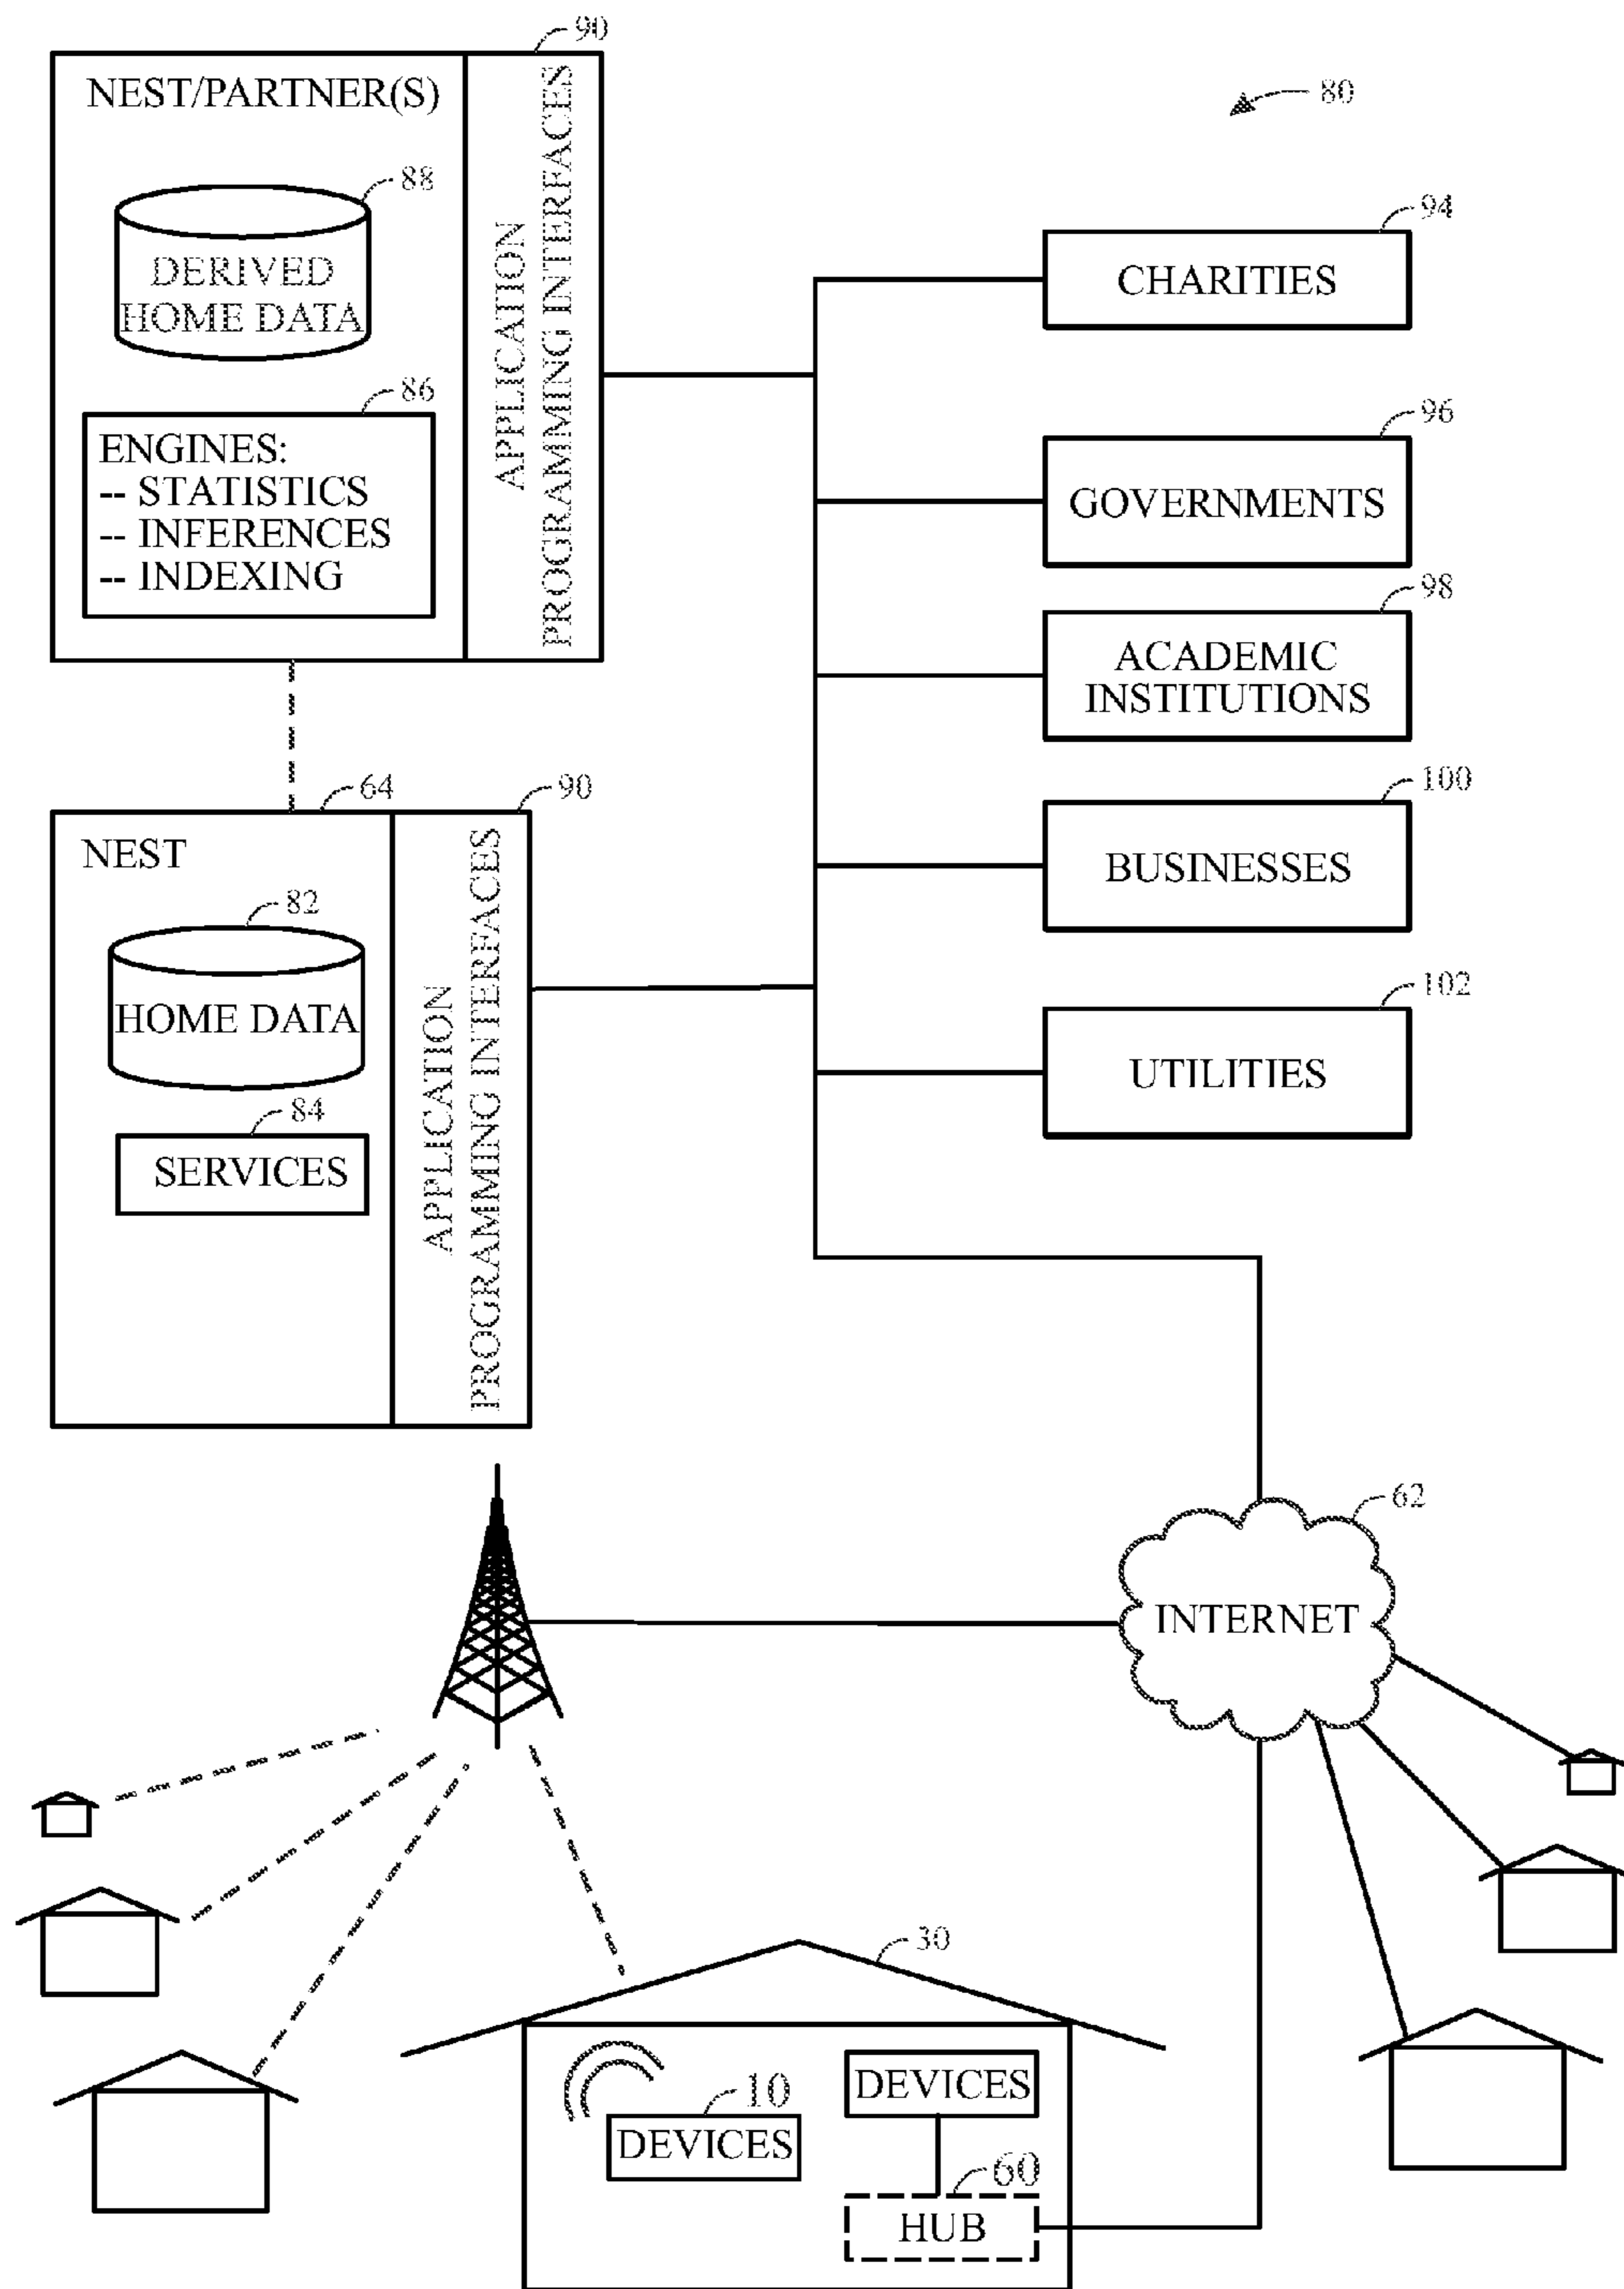 90
NEST/PARTNER(S)
APPLICATION
PROGRAMMING INTERFACES
80
88
DERIVED
HOME DATA
94
CHARITIES
86
ENGINES:
-- STATISTICS
-- INFERENCES
-- INDEXING
96
GOVERNMENTS
98
ACADEMIC
INSTITUTIONS
64
90
NEST
APPLICATION
PROGRAMMING INTERFACES
100
BUSINESSES
82
HOME DATA
84
SERVICES
102
UTILITIES
62
INTERNET
30
10
DEVICES
DEVICES
60
HUB